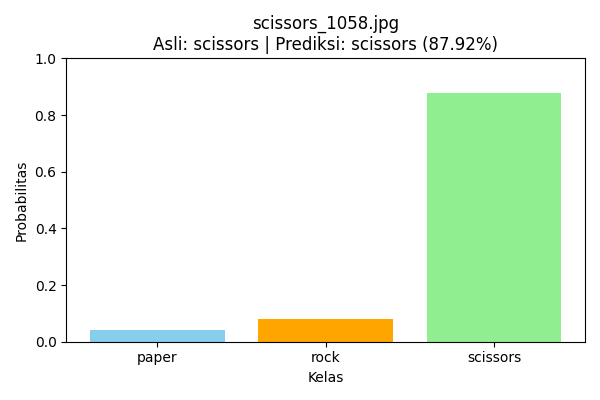 scissors_1058.jpg
Asli: scissors | Prediksi: scissors (87.92%)
1.0
0.8
0.6
0.4
0.2
0.0
Probabilitas
paper
rock
scissors
Kelas